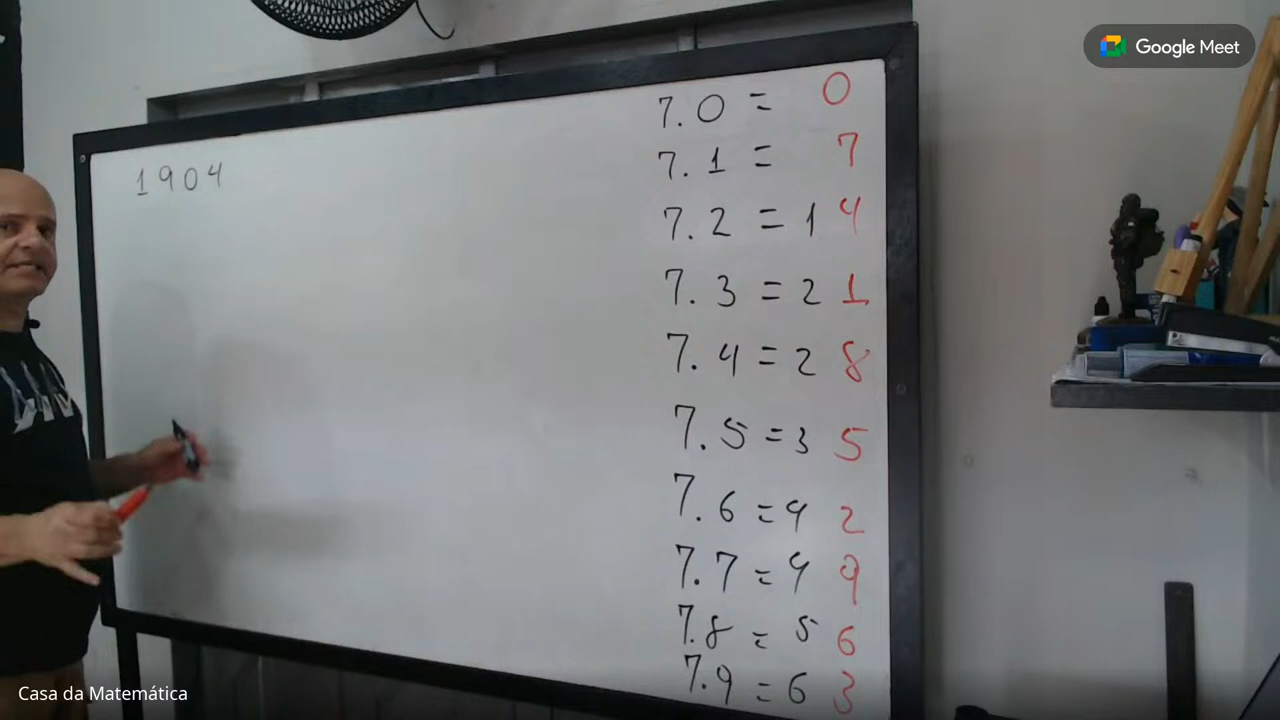 Google Meet
1904
7.0 = 0
7.1 = 7
7.2 = 14
7.3 = 21
7.4 = 28
7.5 = 35
7.6 = 42
7.7 = 49
7.8 = 56
7.9 = 63
Casa da Matemática